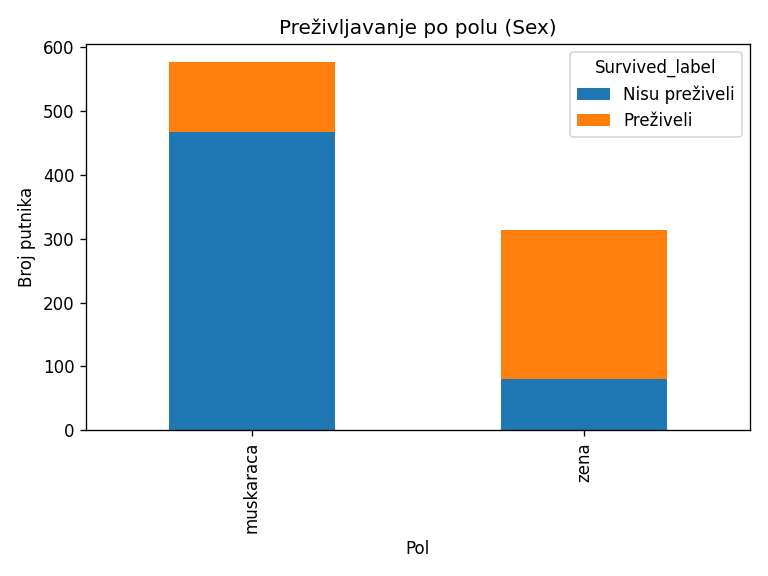 Preživljavanje po polu (Sex)
Survived_label
Nisu preživeli
Preživeli
Broj putnika
600
500
400
300
200
100
0
muskaraca
zena
Pol